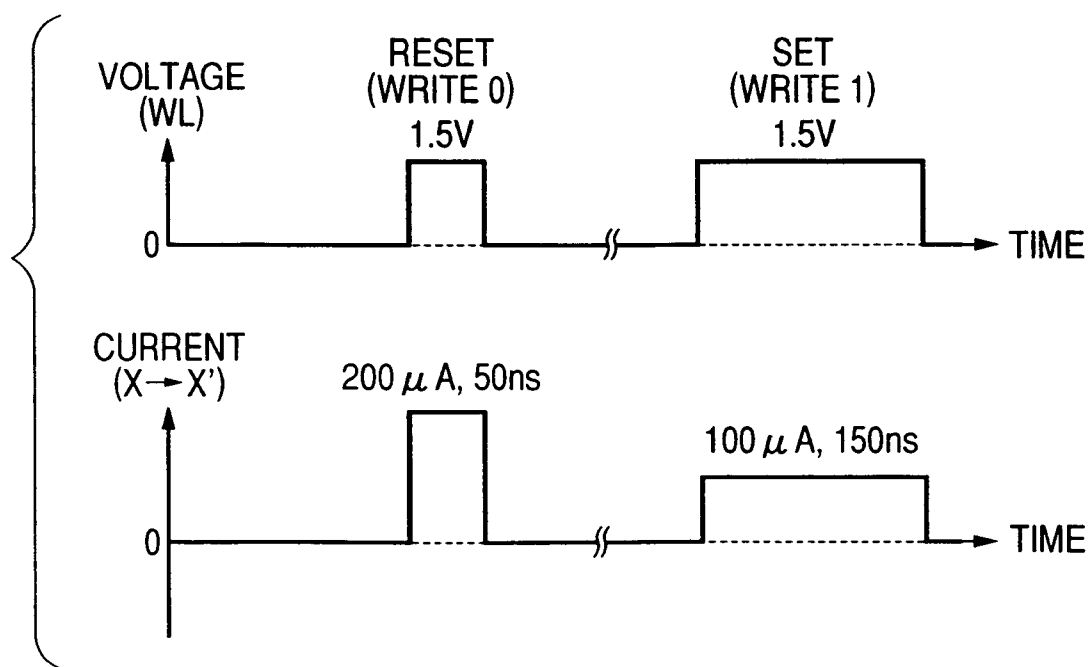 VOLTAGE
(WL)
RESET
(WRITE 0)
1.5V
SET
(WRITE 1)
1.5V
0
TIME
CURRENT
(X→X')
200 μA, 50ns
100 μA, 150ns
0
TIME